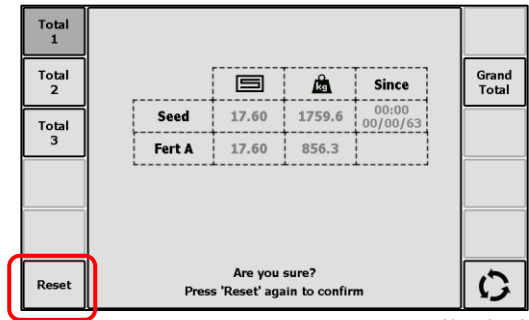 Total
1
Total
2
Total
3
Reset
kg Since
Seed 17.60 1759.6 00:00
00/00/63
Fert A 17.60 856.3
Are you sure?
Press 'Reset' again to confirm
Grand
Total